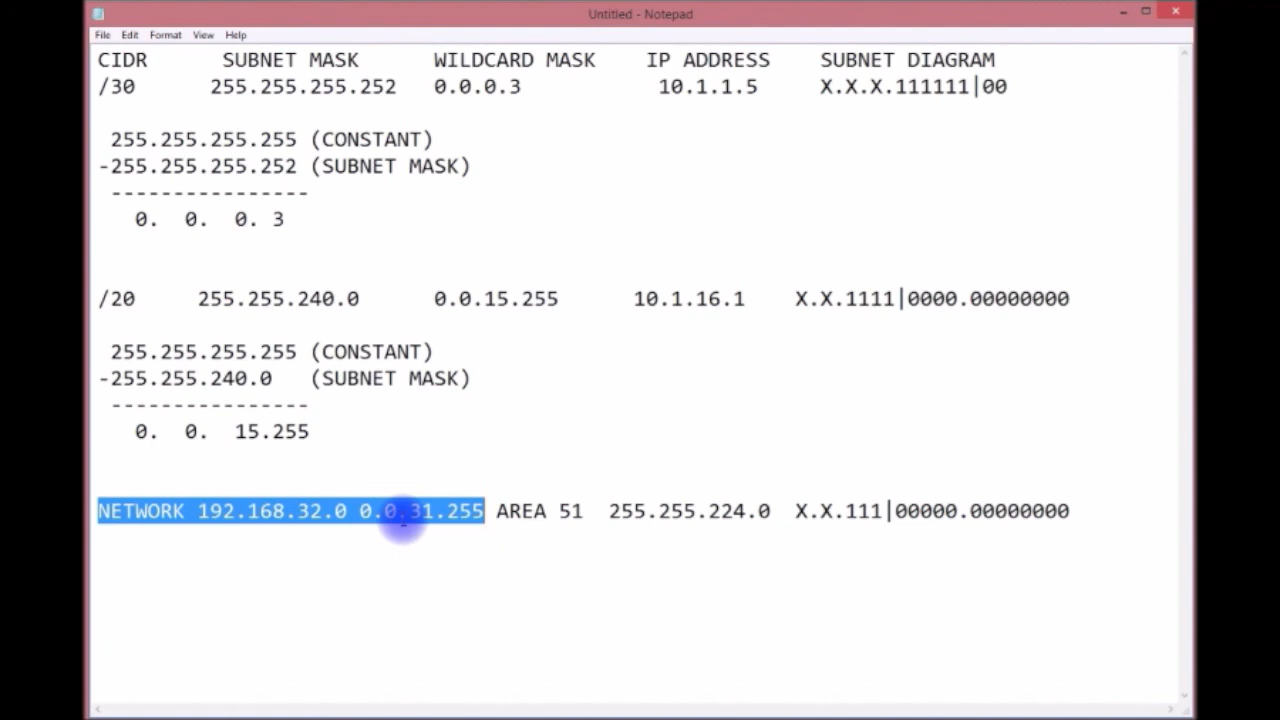 Untitled - Notepad
File Edit Format View Help
CIDR SUBNET MASK WILDCARD MASK IP ADDRESS SUBNET DIAGRAM
/30 255.255.255.252 0.0.0.3 10.1.1.5 X.X.X.111111|00
255.255.255.255 (CONSTANT)
-255.255.255.252 (SUBNET MASK)
----------------
0. 0. 0. 3
/20 255.255.240.0 0.0.15.255 10.1.16.1 X.X.1111|0000.00000000
255.255.255.255 (CONSTANT)
-255.255.240.0 (SUBNET MASK)
----------------
0. 0. 15.255
NETWORK 192.168.32.0 0.0.31.255 AREA 51 255.255.224.0 X.X.111|00000.00000000